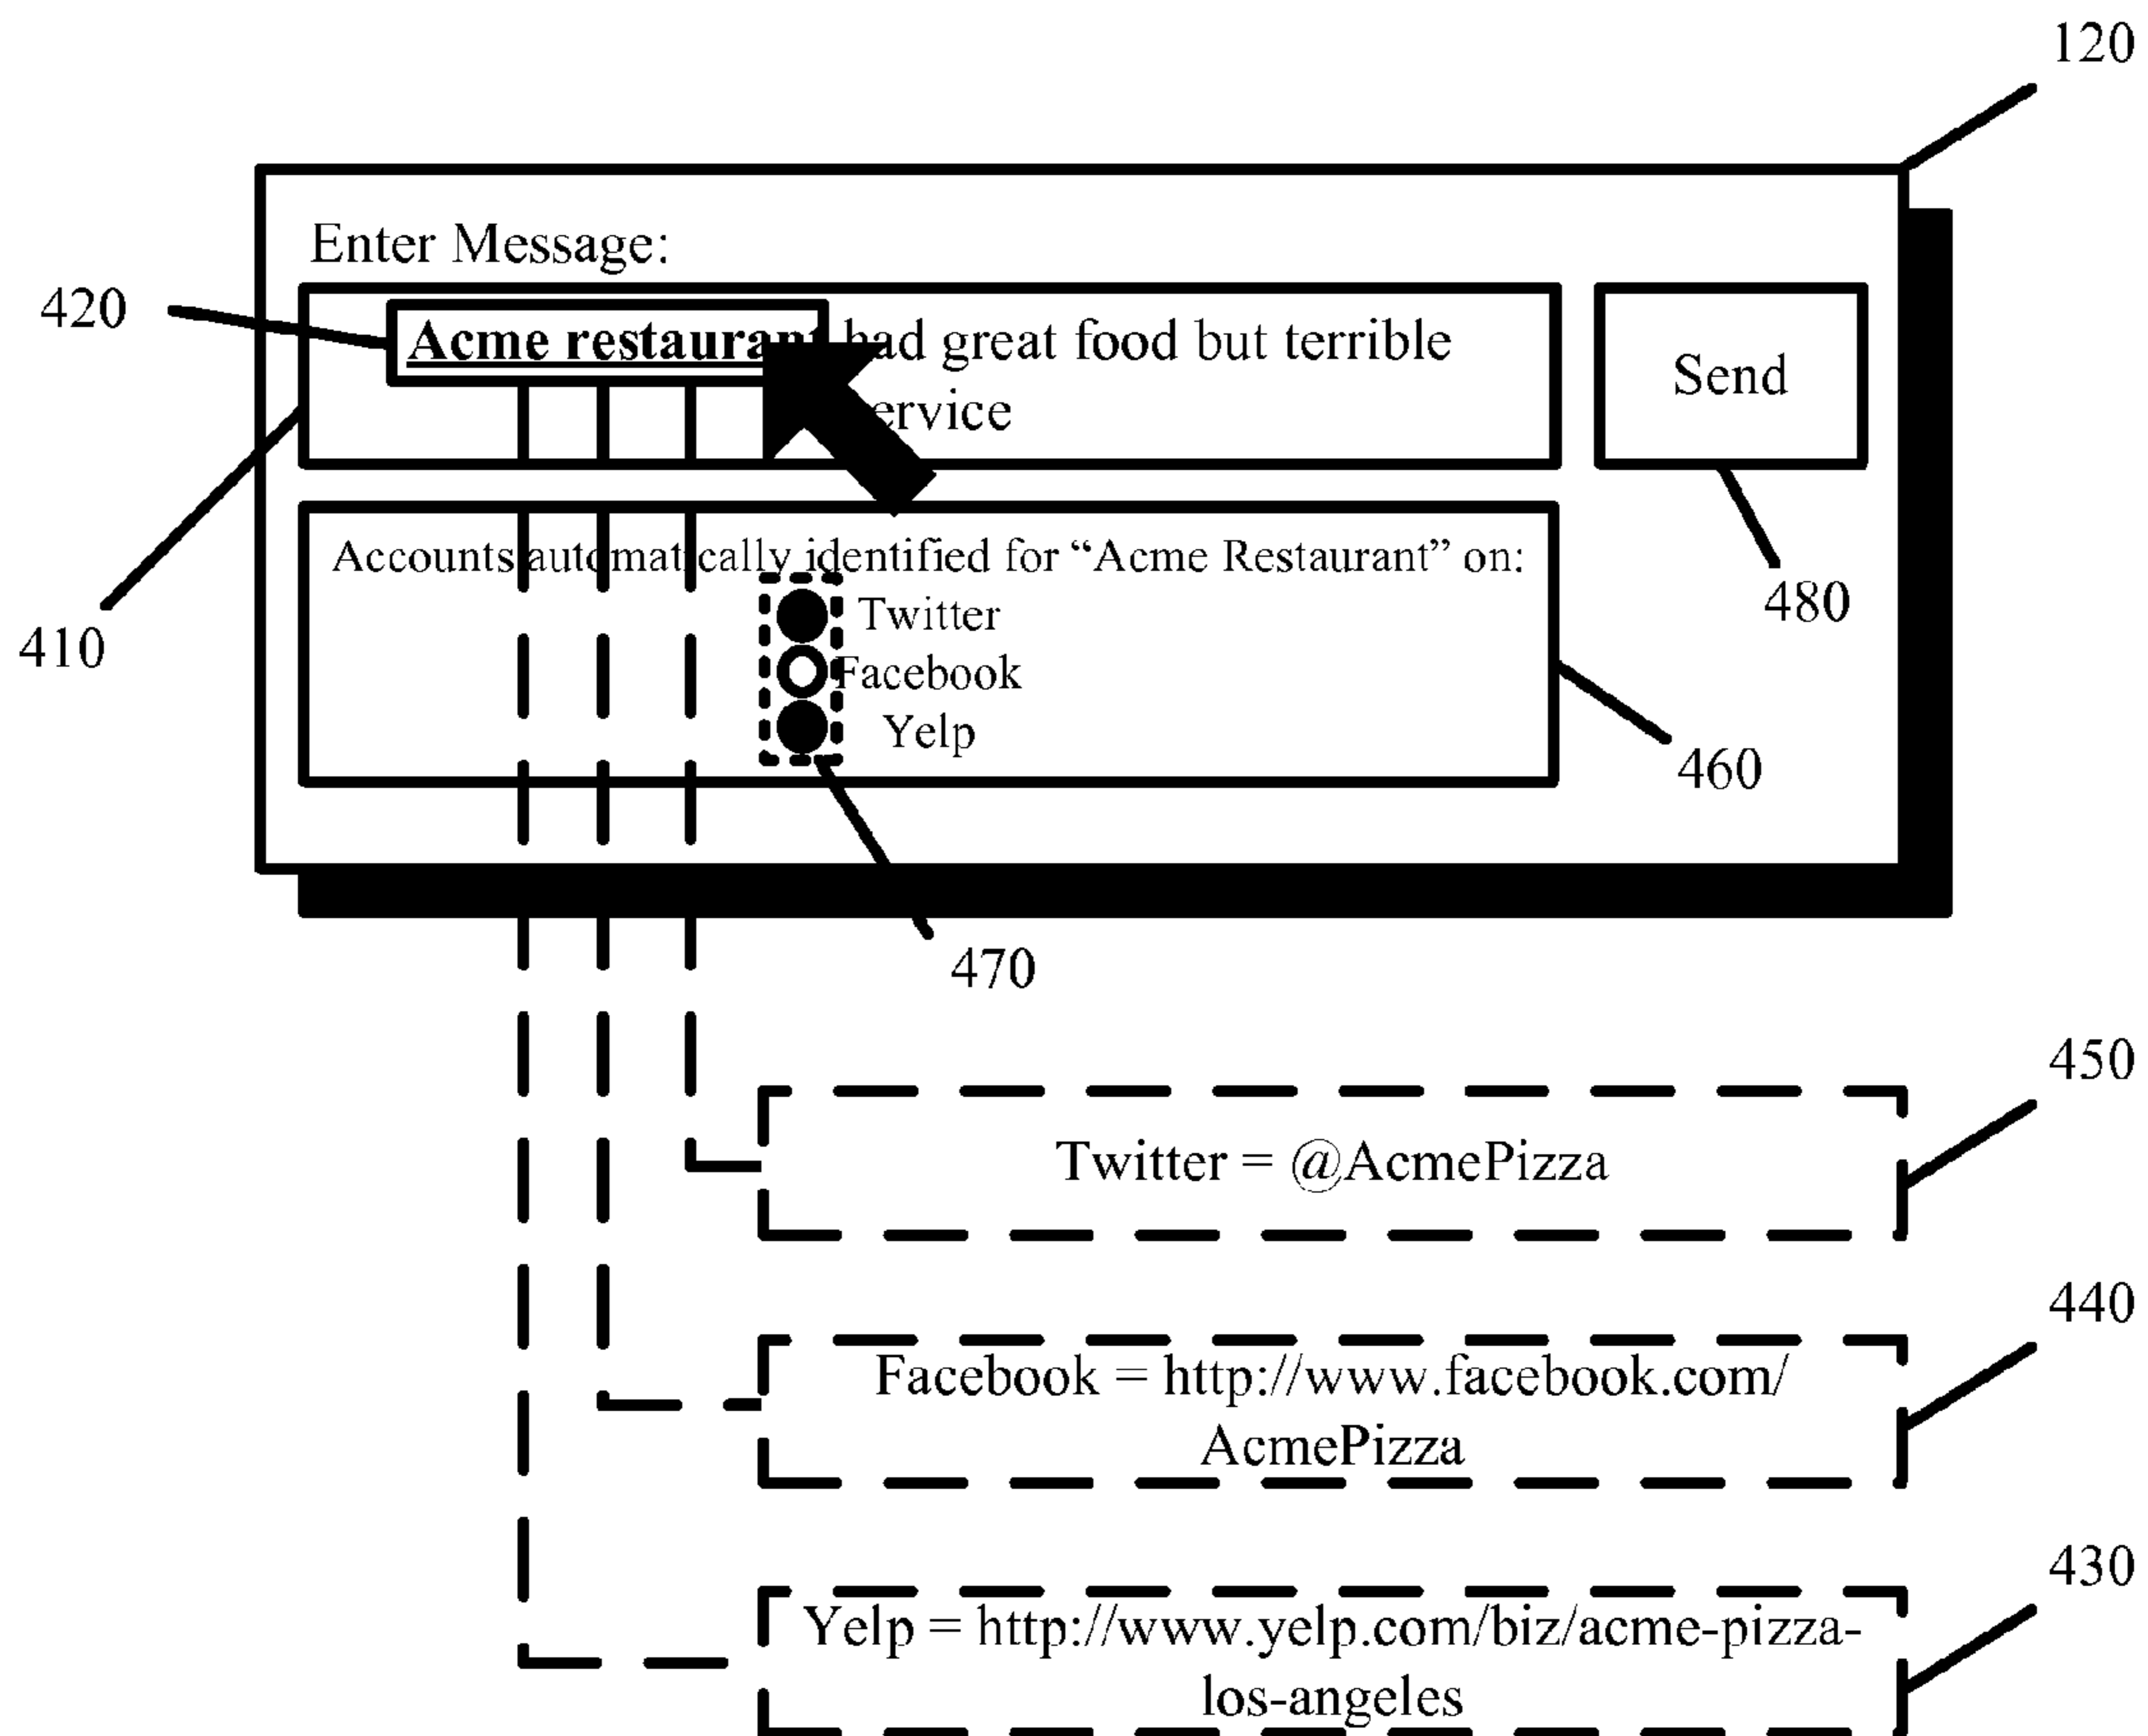 120
Enter Message:
420
Acme restaurant had great food but terrible
service
Send
410
Accounts automatically identified for “Acme Restaurant” on:
Twitter
Facebook
Yelp
480
460
470
450
Twitter = @AcmePizza
440
Facebook = http://www.facebook.com/
AcmePizza
430
Yelp = http://www.yelp.com/biz/acme-pizza-
los-angeles